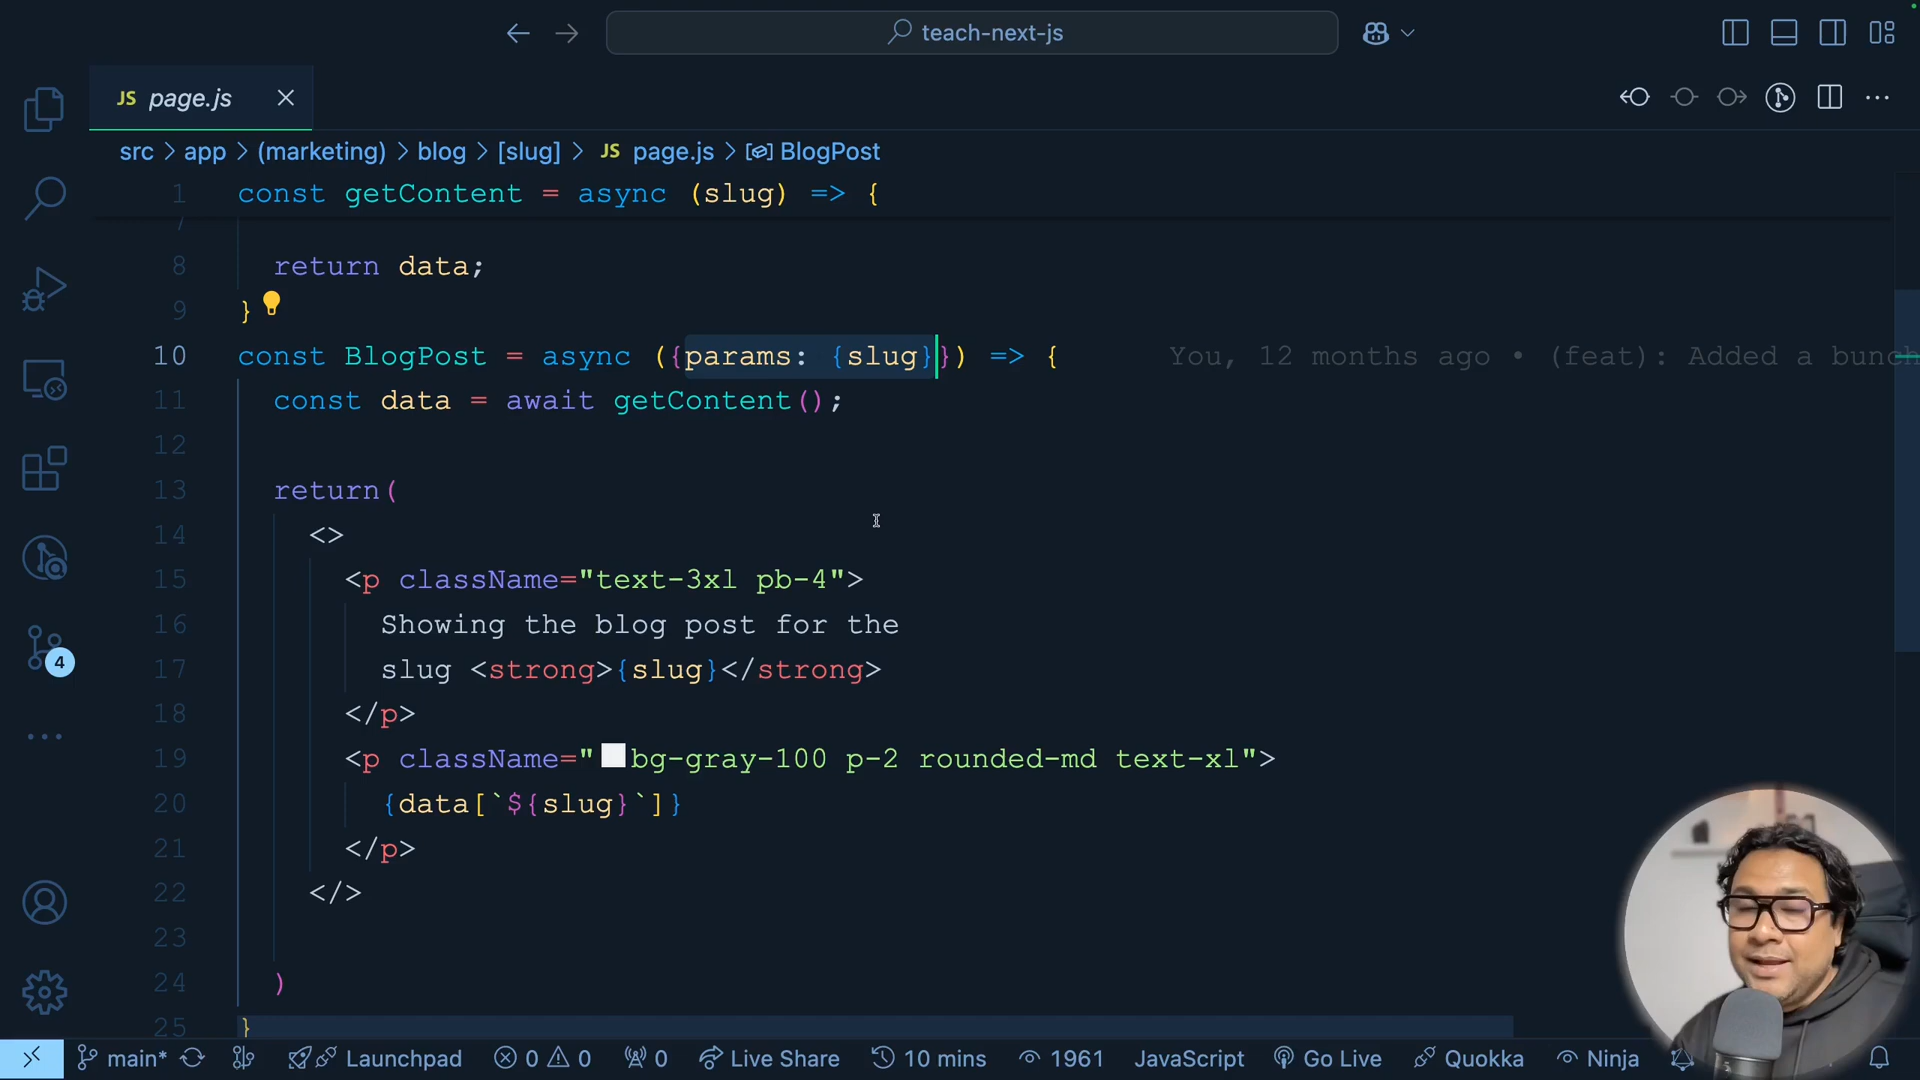 teach-next-js
JS page.js
src > app > (marketing) > blog > [slug] > JS page.js > BlogPost
1 const getContent = async (slug) => {
7
8 return data;
9 }
10 const BlogPost = async ({params: {slug}}) => { You, 12 months ago • (feat): Added a bunch
11 const data = await getContent();
12
13 return(
14 <>
15 <p className="text-3xl pb-4">
16 Showing the blog post for the
17 slug <strong>{slug}</strong>
18 </p>
19 <p className="bg-gray-100 p-2 rounded-md text-xl">
20 {data[`${slug}`]}
21 </p>
22 </>
23
24 )
25 }
4
main* Launchpad 0 0 0 Live Share 10 mins 1961 JavaScript Go Live Quokka Ninja